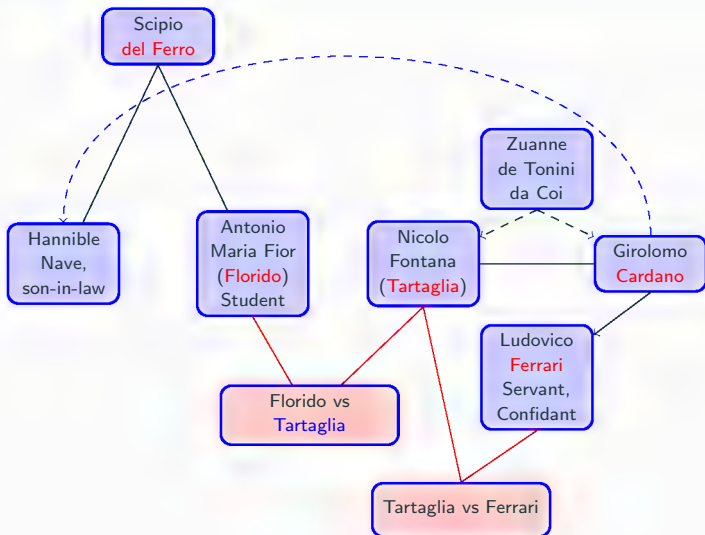 Scipio
del Ferro
Zuanne
de Tonini
da Coi
Hannible
Nave,
son-in-law
Antonio
Maria Fior
(Florido)
Student
Nicolo
Fontana
(Tartaglia)
Girolomo
Cardano
Ludovico
Ferrari
Servant,
Confidant
Florido vs
Tartaglia
Tartaglia vs Ferrari